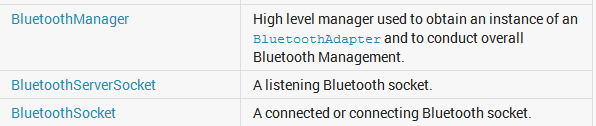 BluetoothManager
High level manager used to obtain an instance of an
BluetoothAdapter and to conduct overall
Bluetooth Management.
BluetoothServerSocket
A listening Bluetooth socket.
BluetoothSocket
A connected or connecting Bluetooth socket.